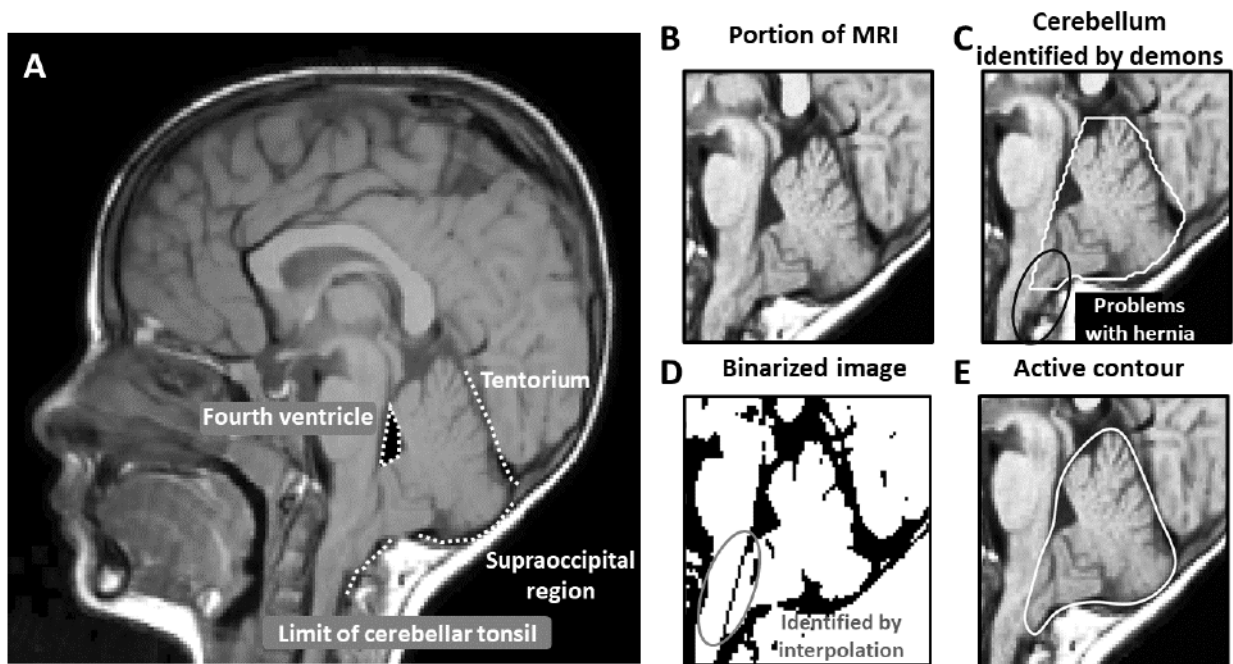 A
Tentorium
Fourth ventricle
Supraoccipital
region
Limit of cerebellar tonsil
B
Portion of MRI
C
Cerebellum
identified by demons
Problems
with hernia
D
Binarized image
Identified by
interpolation
E
Active contour